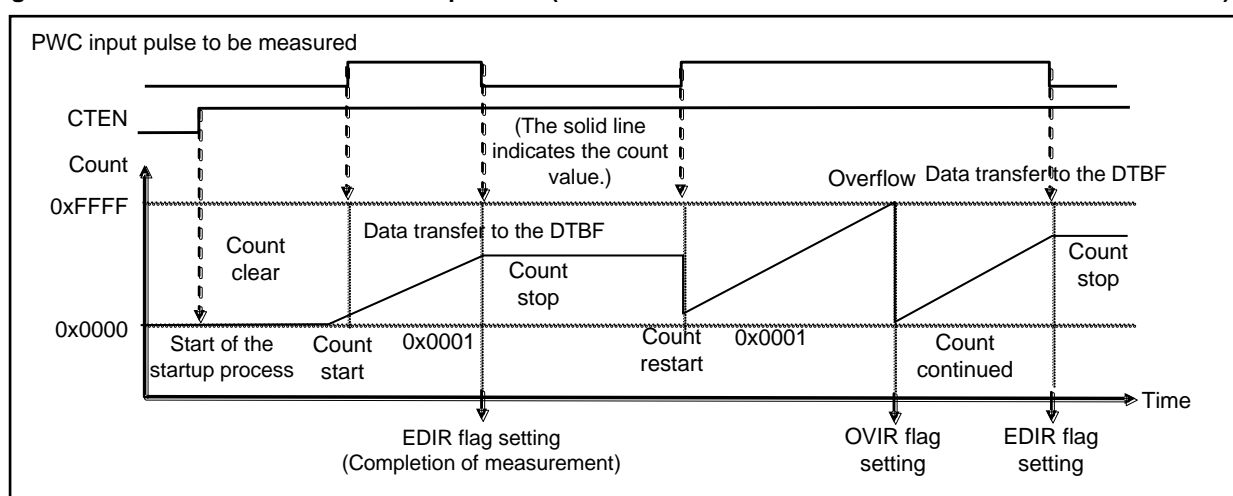 PWC input pulse to be measured
CTEN
(The solid line
indicates the count
value.)
Count
Overflow
Data transfer to the DTBF
0xFFFF
Count
clear
Data transfer to the DTBF
Count
stop
Count
stop
0x0000
Start of the
startup process
Count
start
0x0001
Count
restart
0x0001
Count
continued
Time
EDIR flag setting
(Completion of measurement)
OVIR flag
setting
EDIR flag
setting